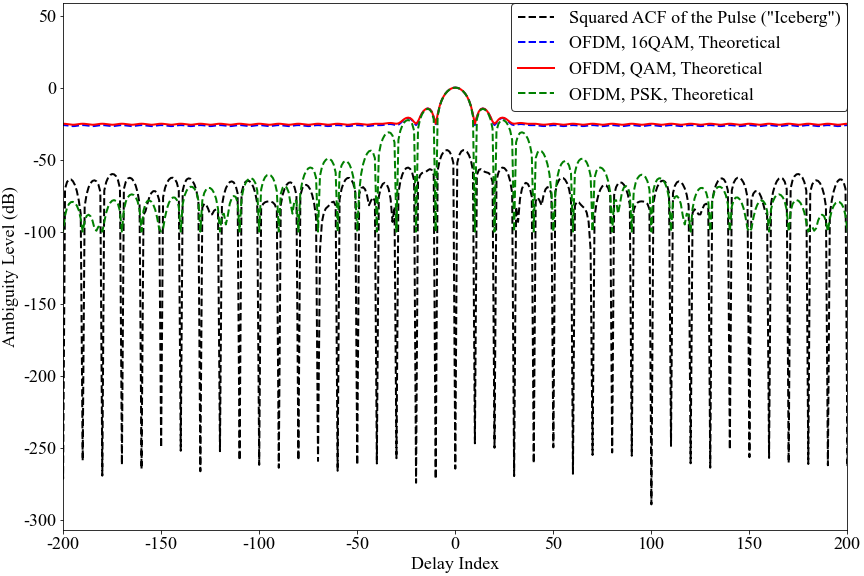 Squared ACF of the Pulse ("Iceberg")
OFDM, 16QAM, Theoretical
OFDM, QAM, Theoretical
OFDM, PSK, Theoretical
50
0
-50
-100
-150
-200
-250
-300
Ambiguity Level (dB)
-200 -150 -100 -50 0 50 100 150 200
Delay Index